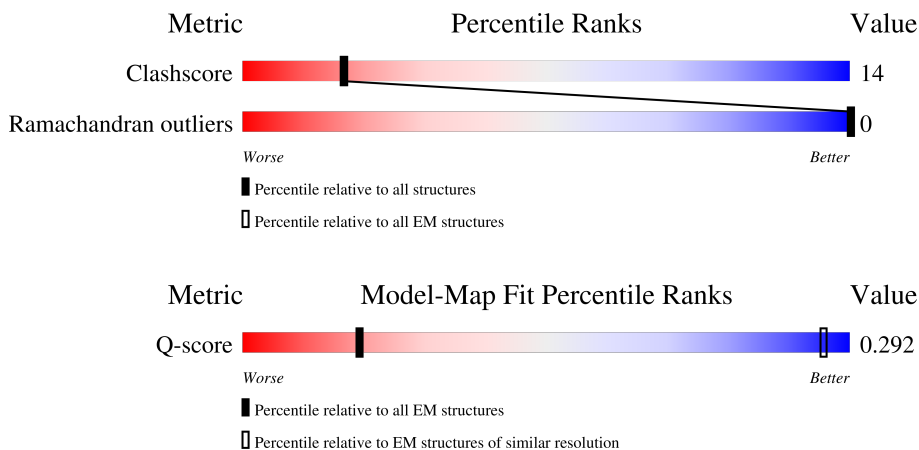 Metric Percentile Ranks Value
Clashscore 14
Ramachandran outliers 0
Worse Better
Percentile relative to all structures
Percentile relative to all EM structures
Metric Model-Map Fit Percentile Ranks Value
Q-score 0.292
Worse Better
Percentile relative to all EM structures
Percentile relative to EM structures of similar resolution